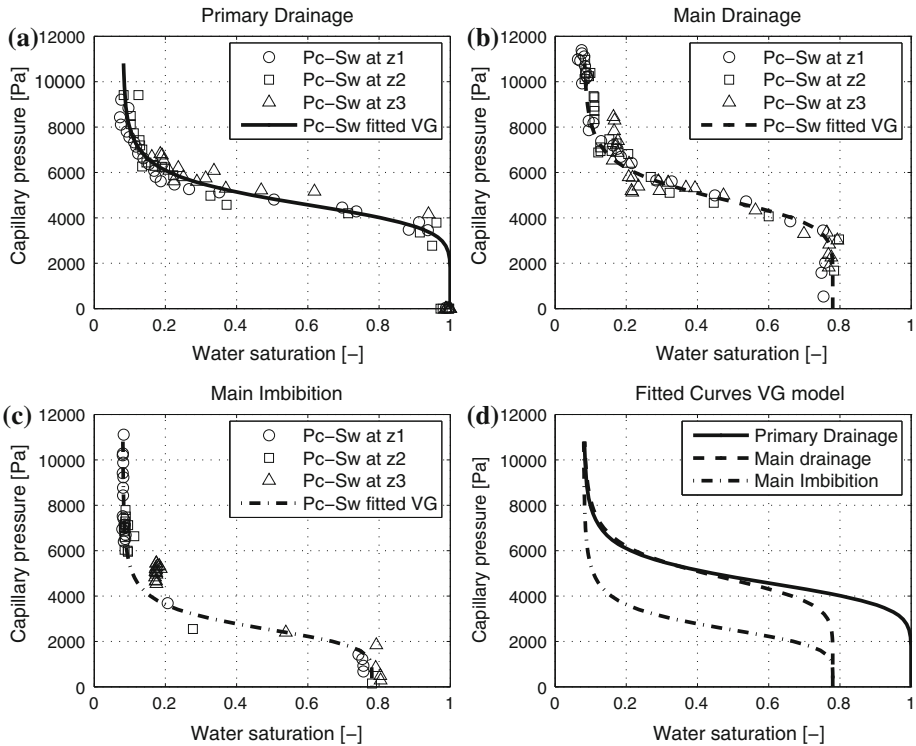 Primary Drainage
(a)
12000
10000
8000
6000
4000
2000
0
Capillary pressure [Pa]
Pc−Sw at z1
Pc−Sw at z2
Pc−Sw at z3
Pc−Sw fitted VG
0 0.2 0.4 0.6 0.8 1
Water saturation [−]
Main Drainage
(b)
12000
10000
8000
6000
4000
2000
0
Capillary pressure [Pa]
Pc−Sw at z1
Pc−Sw at z2
Pc−Sw at z3
Pc−Sw fitted VG
0 0.2 0.4 0.6 0.8 1
Water saturation [−]
Main Imbibition
(c)
12000
10000
8000
6000
4000
2000
0
Capillary pressure [Pa]
Pc−Sw at z1
Pc−Sw at z2
Pc−Sw at z3
Pc−Sw fitted VG
0 0.2 0.4 0.6 0.8 1
Water saturation [−]
Fitted Curves VG model
(d)
12000
10000
8000
6000
4000
2000
0
Capillary pressure [Pa]
Primary Drainage
Main drainage
Main Imbibition
0 0.2 0.4 0.6 0.8 1
Water saturation [−]